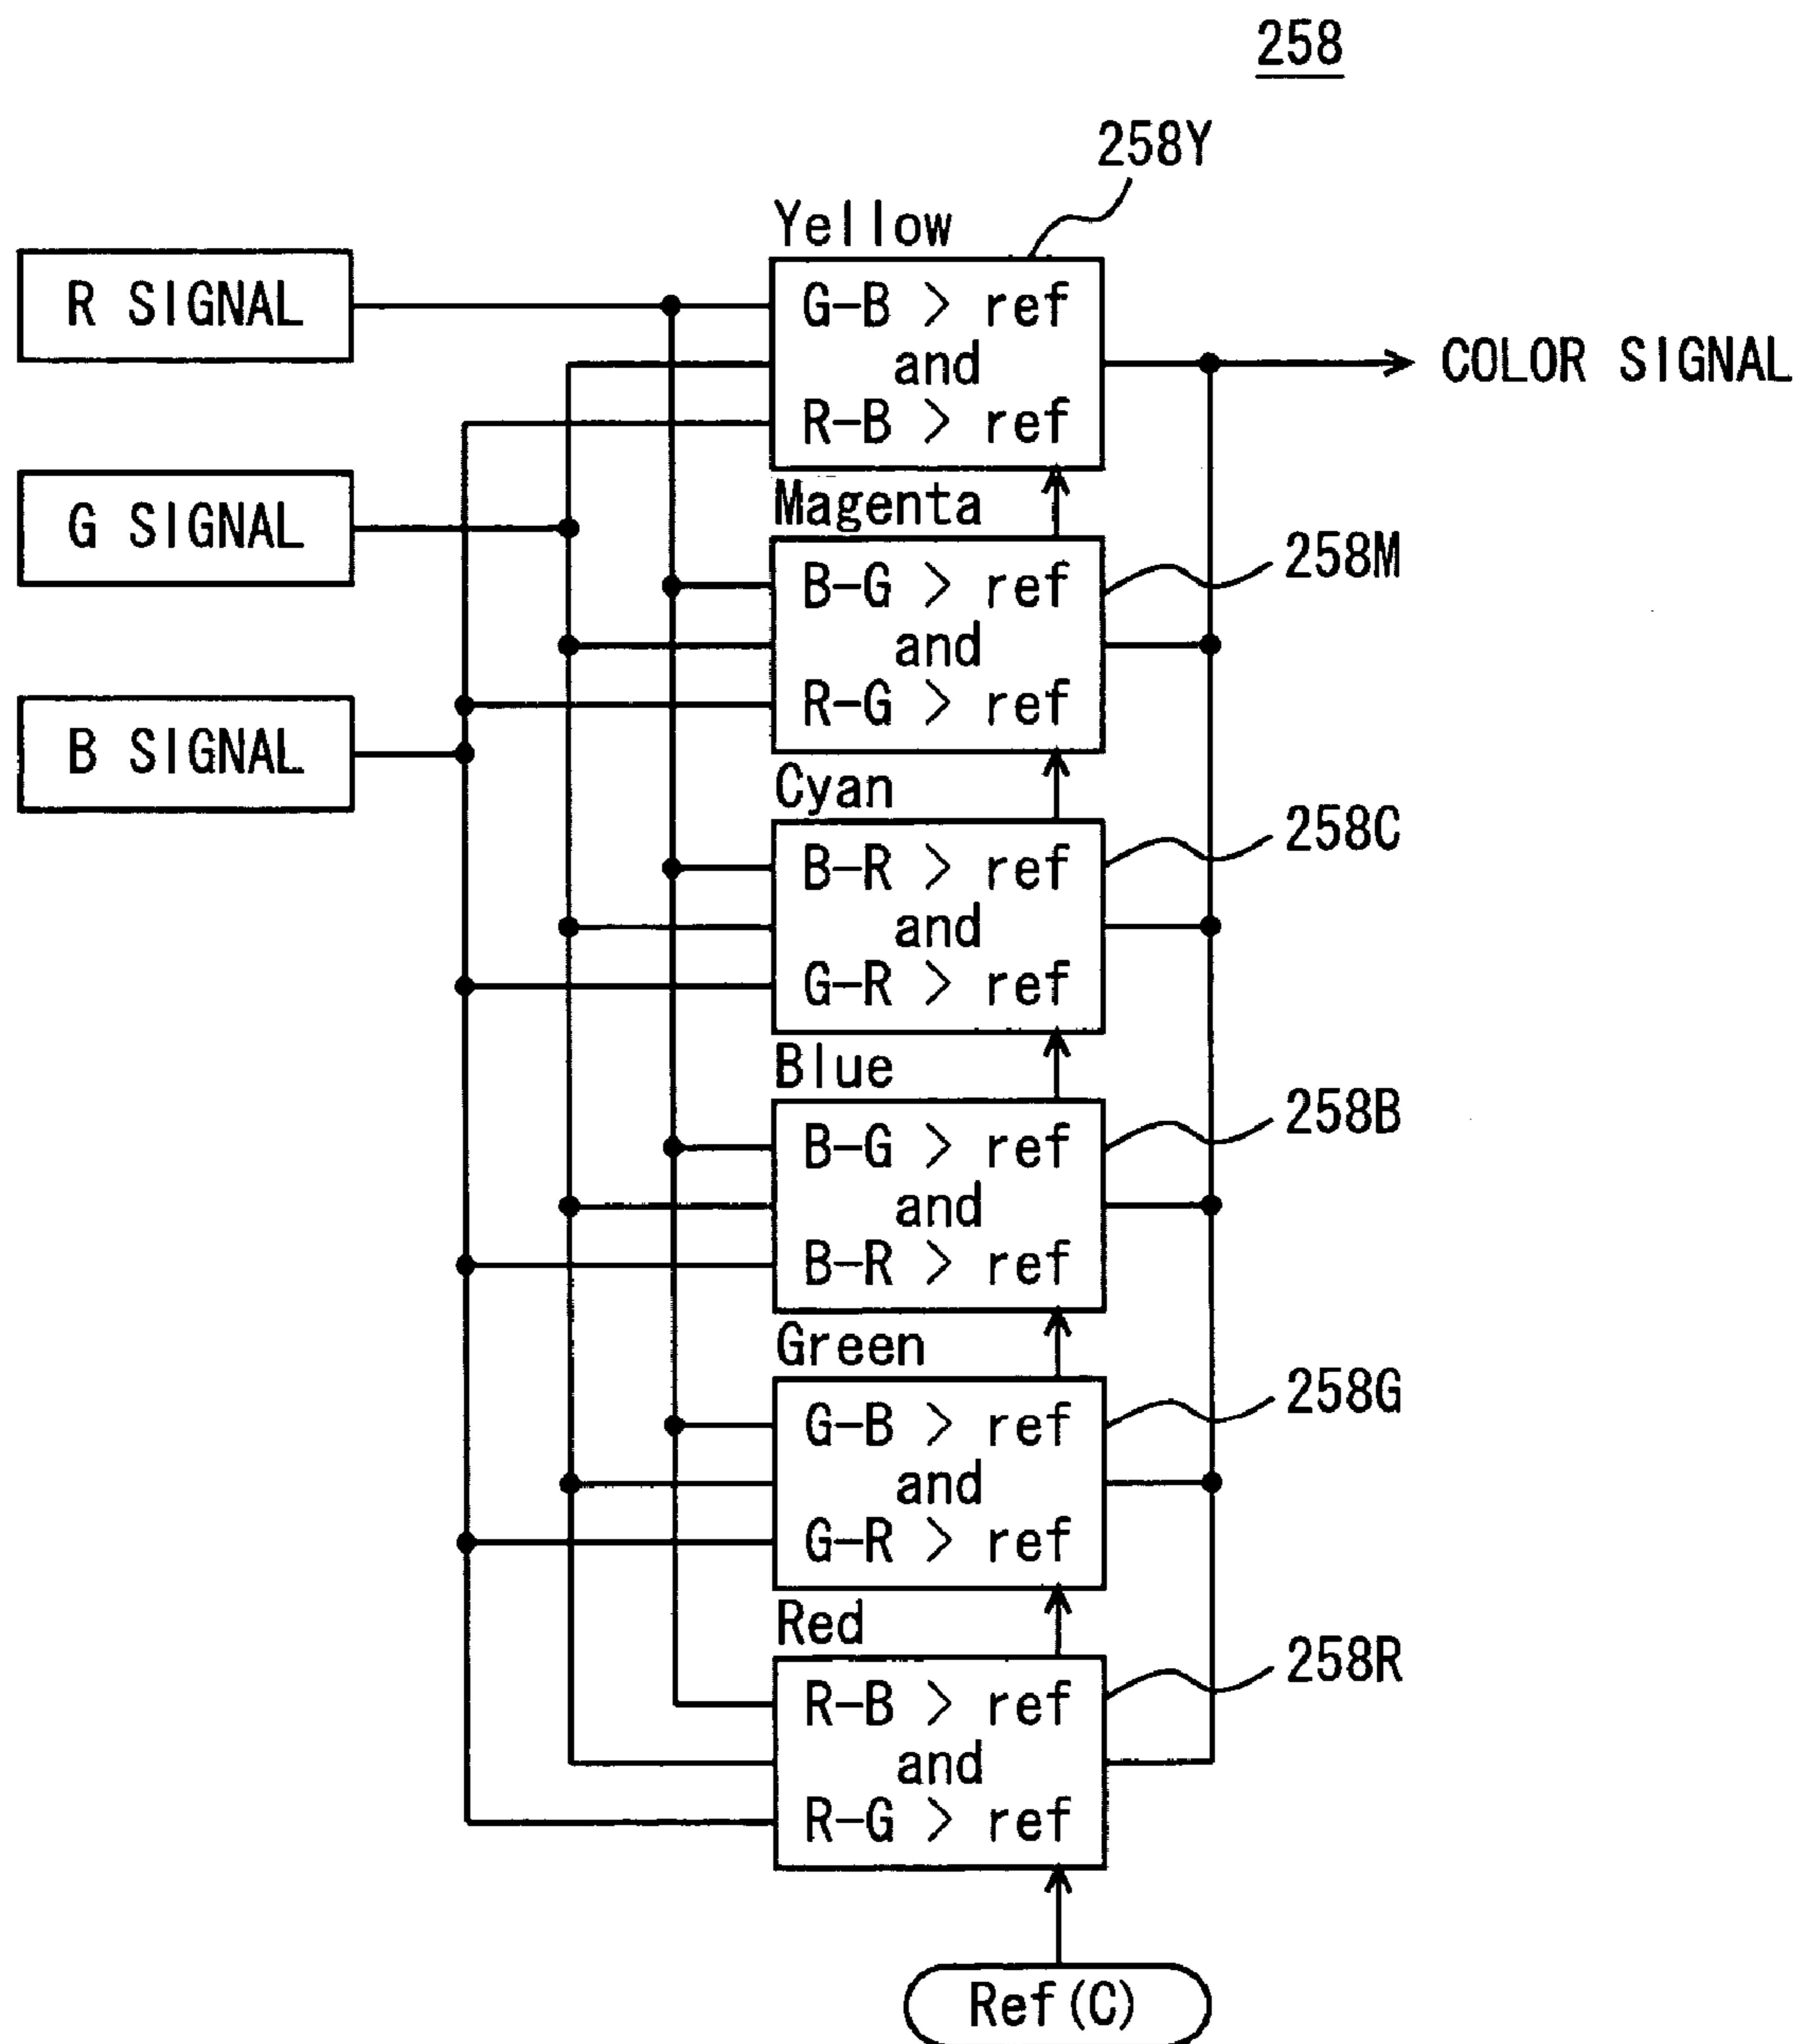 258
258Y
Yellow
R SIGNAL
G-B > ref
and
R-B > ref
COLOR SIGNAL
G SIGNAL
Magenta
258M
B-G > ref
and
R-G > ref
B SIGNAL
Cyan
258C
B-R > ref
and
G-R > ref
Blue
258B
B-G > ref
and
B-R > ref
Green
258G
G-B > ref
and
G-R > ref
Red
258R
R-B > ref
and
R-G > ref
Ref(C)